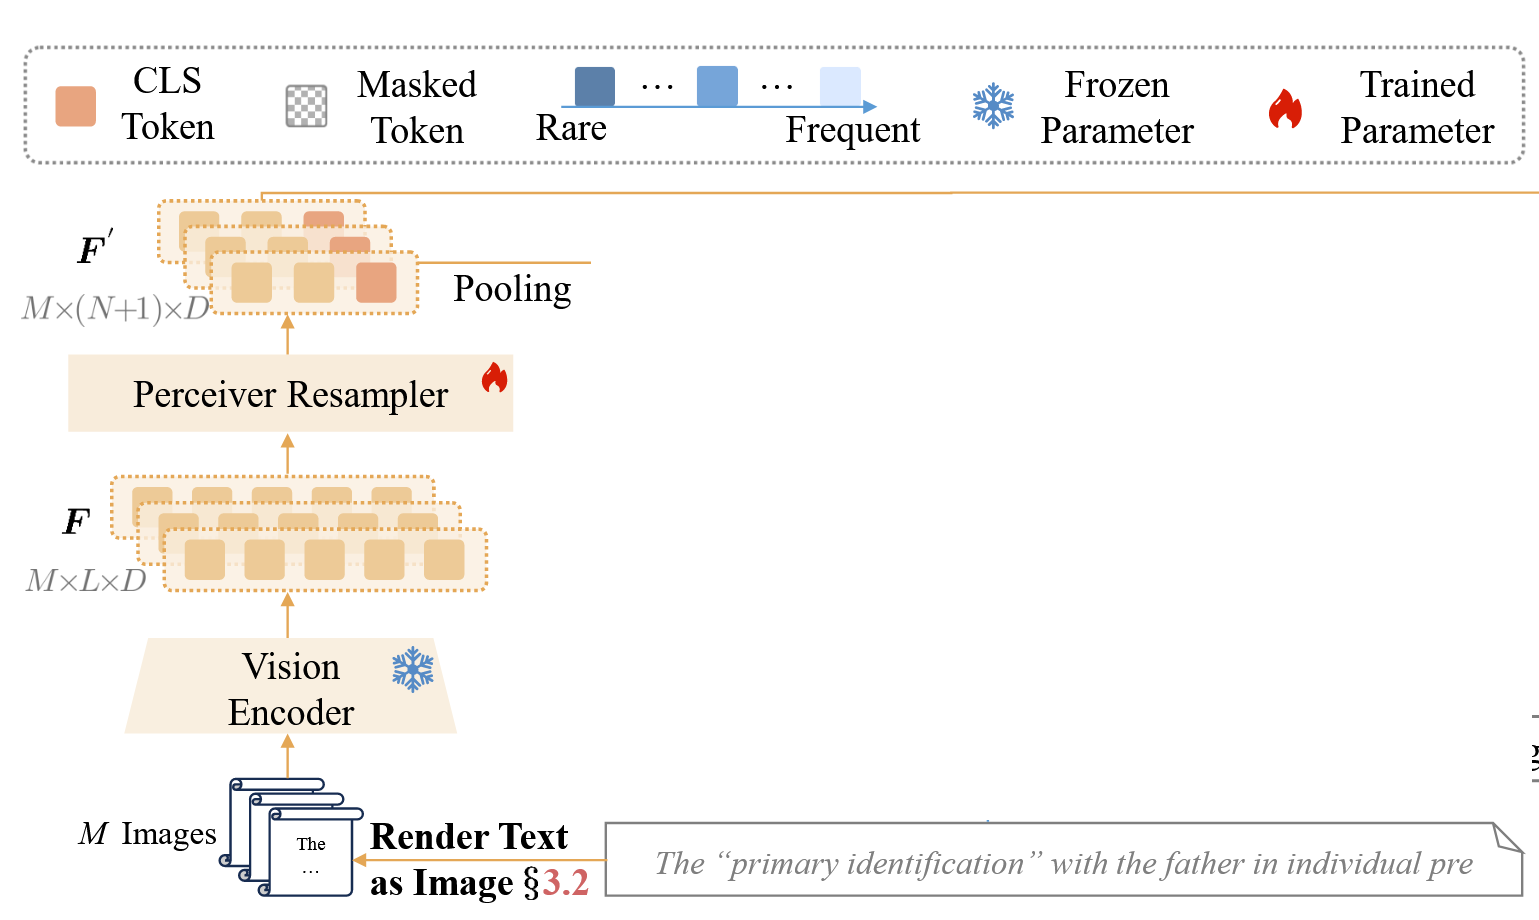 CLS
Token
Masked
Token
...
...
Rare
Frequent
Frozen
Parameter
Trained
Parameter
F′
M×(N+1)×D
Pooling
Perceiver Resampler
F
M×L×D
Vision
Encoder
M Images
The
...
Render Text
as Image §3.2
The “primary identification” with the father in individual pre